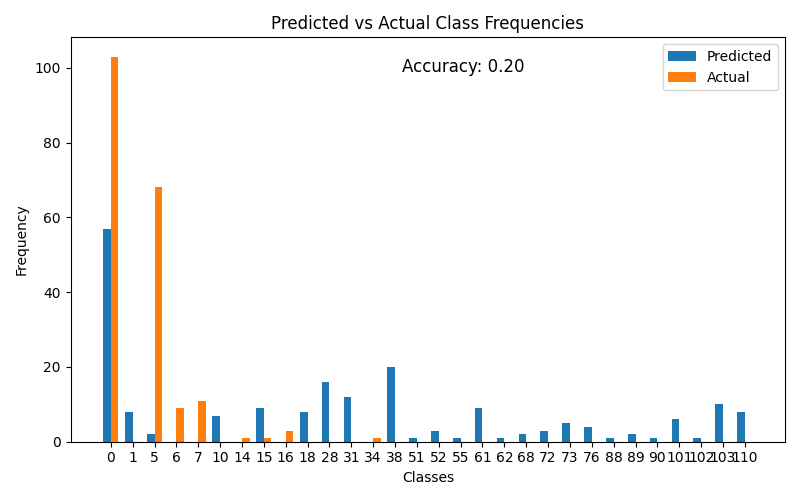 Predicted vs Actual Class Frequencies
Accuracy: 0.20
Predicted
Actual
100
80
60
40
20
0
Frequency
0 1 5 6 7 10 14 15 16 18 28 31 34 38 51 52 55 61 62 68 72 73 76 88 89 90 101 102 103 110
Classes